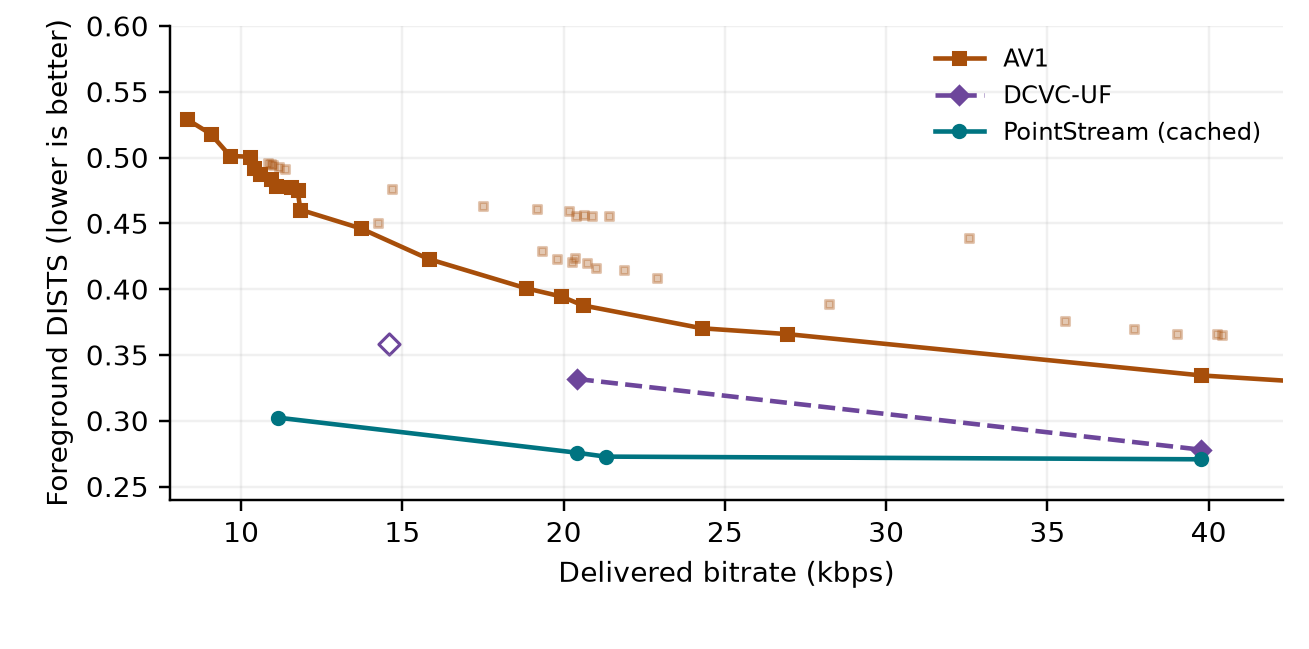 Foreground DISTS (lower is better)
0.60
0.55
0.50
0.45
0.40
0.35
0.30
0.25
AV1
DCVC-UF
PointStream (cached)
10 15 20 25 30 35 40
Delivered bitrate (kbps)